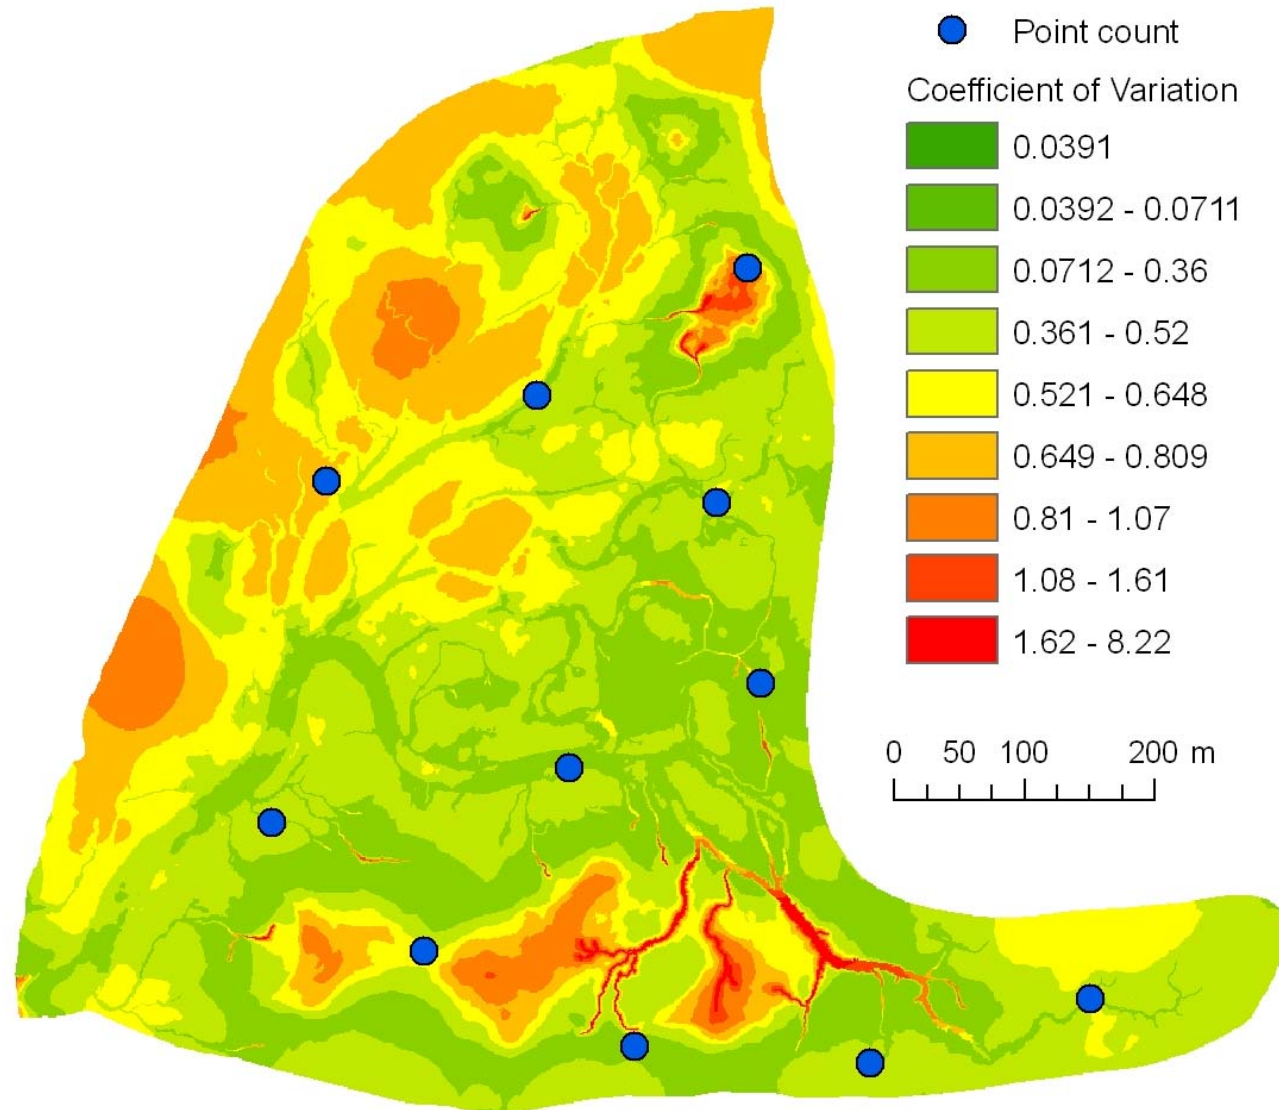 Point count
Coefficient of Variation
0.0391
0.0392 - 0.0711
0.0712 - 0.36
0.361 - 0.52
0.521 - 0.648
0.649 - 0.809
0.81 - 1.07
1.08 - 1.61
1.62 - 8.22
0 50 100 200 m